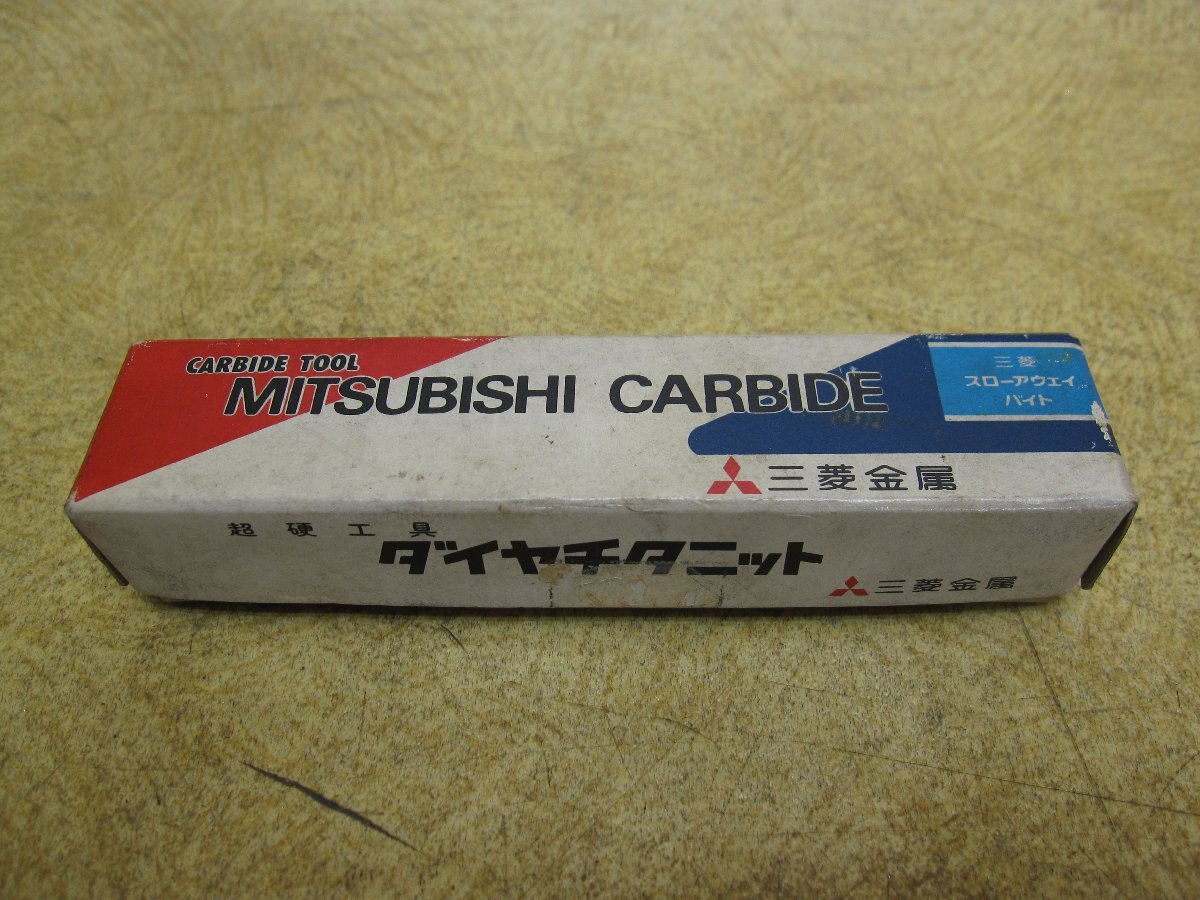 CARBIDE TOOL
MITSUBISHI CARBIDE
三菱
スローアウェイ
バイト
三菱金属
超硬工具
ダイヤチタニット
三菱金属